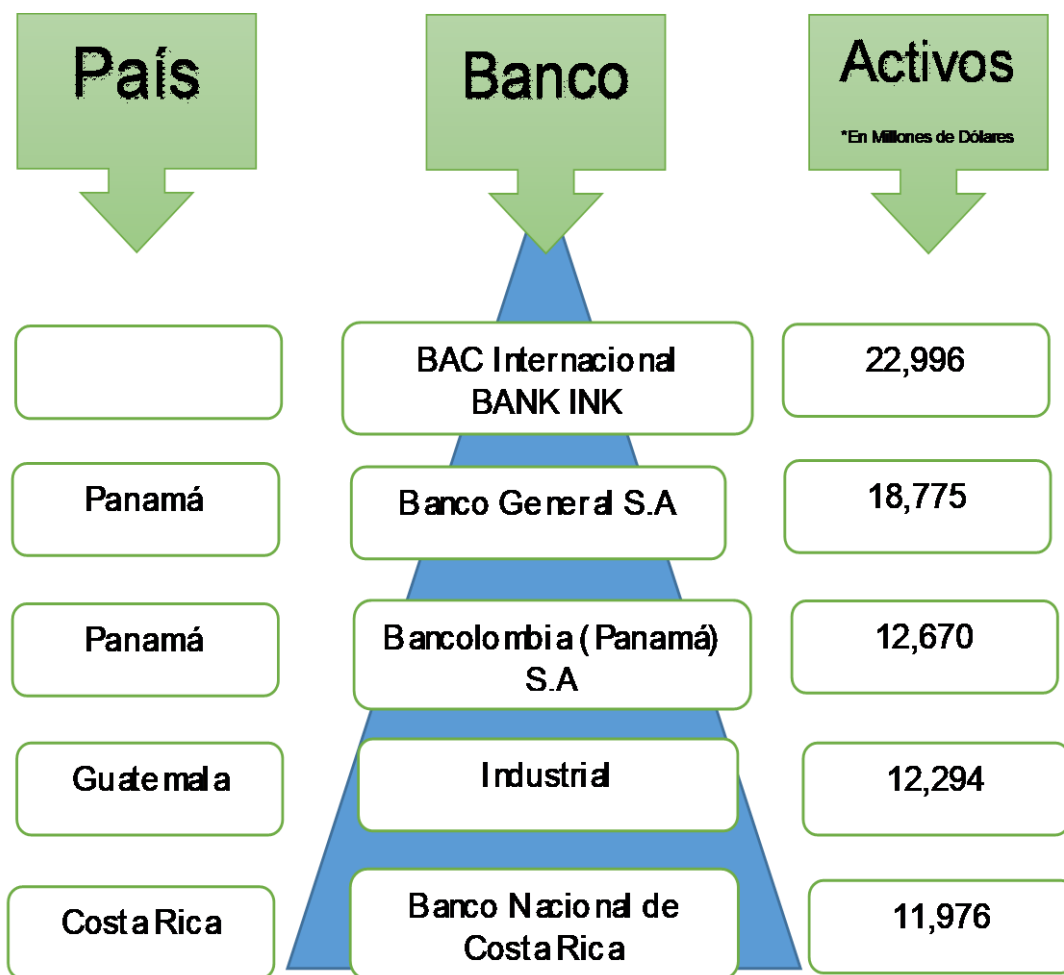 País
Banco
Activos
*En Millones de Dólares
BAC Internacional
BANK INK
22,996
Panamá
Banco General S.A
18,775
Panamá
Bancolombia (Panamá)
S.A
12,670
Guatemala
Industrial
12,294
Costa Rica
Banco Nacional de
Costa Rica
11,976